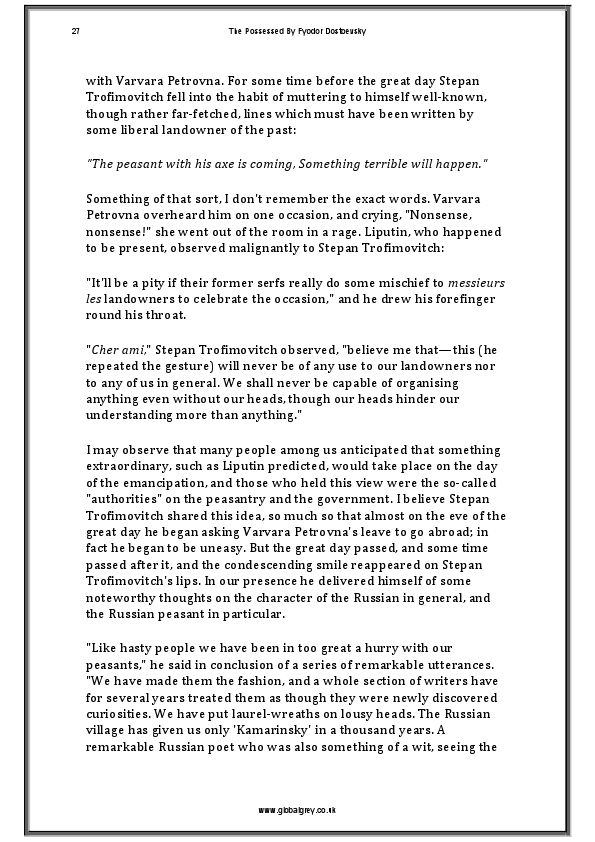 27
The Possessed By Fyodor Dostoevsky
with Varvara Petrovna. For some time before the great day Stepan
Trofimovitch fell into the habit of muttering to himself well-known,
though rather far-fetched, lines which must have been written by
some liberal landowner of the past:
"The peasant with his axe is coming, Something terrible will happen."
Something of that sort, I don't remember the exact words. Varvara
Petrovna overheard him on one occasion, and crying, "Nonsense,
nonsense!" she went out of the room in a rage. Liputin, who happened
to be present, observed malignantly to Stepan Trofimovitch:
"It'll be a pity if their former serfs really do some mischief to messieurs
les landowners to celebrate the occasion," and he drew his forefinger
round his throat.
"Cher ami," Stepan Trofimovitch observed, "believe me that—this (he
repeated the gesture) will never be of any use to our landowners nor
to any of us in general. We shall never be capable of organising
anything even without our heads, though our heads hinder our
understanding more than anything."
I may observe that many people among us anticipated that something
extraordinary, such as Liputin predicted, would take place on the day
of the emancipation, and those who held this view were the so-called
"authorities" on the peasantry and the government. I believe Stepan
Trofimovitch shared this idea, so much so that almost on the eve of the
great day he began asking Varvara Petrovna's leave to go abroad; in
fact he began to be uneasy. But the great day passed, and some time
passed after it, and the condescending smile reappeared on Stepan
Trofimovitch's lips. In our presence he delivered himself of some
noteworthy thoughts on the character of the Russian in general, and
the Russian peasant in particular.
"Like hasty people we have been in too great a hurry with our
peasants," he said in conclusion of a series of remarkable utterances.
"We have made them the fashion, and a whole section of writers have
for several years treated them as though they were newly discovered
curiosities. We have put laurel-wreaths on lousy heads. The Russian
village has given us only 'Kamarinsky' in a thousand years. A
remarkable Russian poet who was also something of a wit, seeing the
www.globalgrey.co.uk